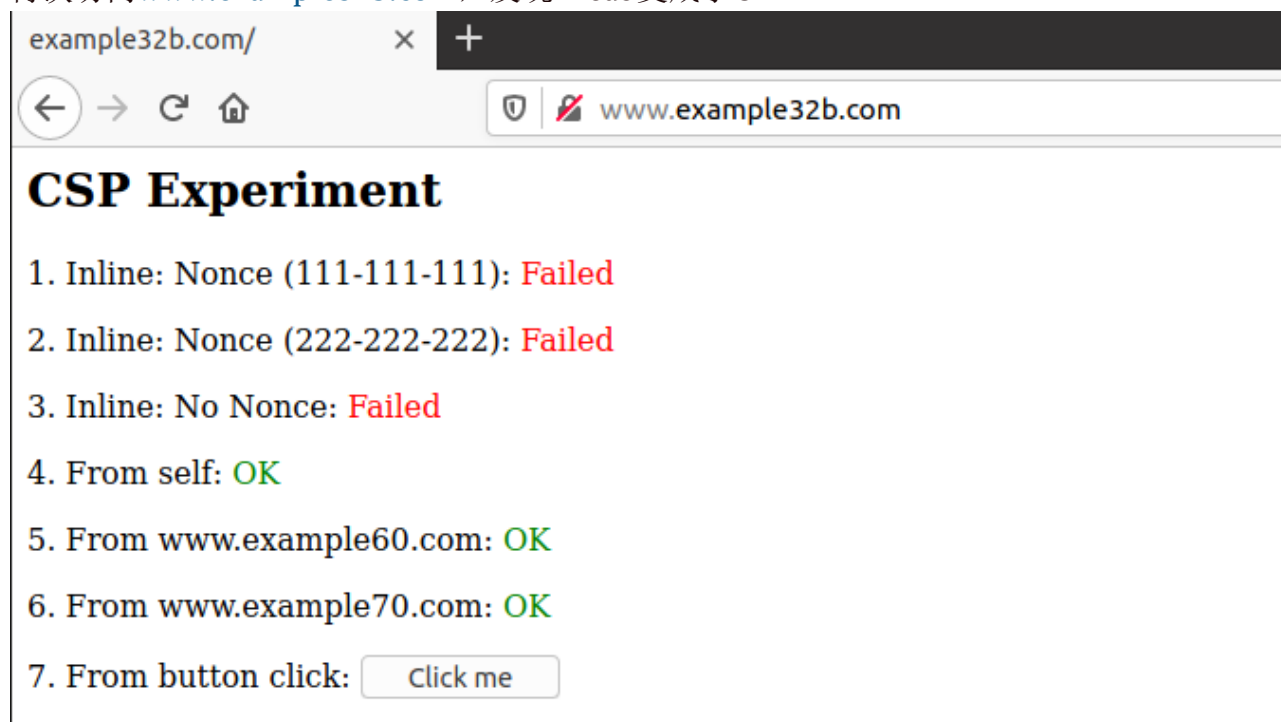 example32b.com/
www.example32b.com
CSP Experiment
1. Inline: Nonce (111-111-111): Failed
2. Inline: Nonce (222-222-222): Failed
3. Inline: No Nonce: Failed
4. From self: OK
5. From www.example60.com: OK
6. From www.example70.com: OK
7. From button click: Click me